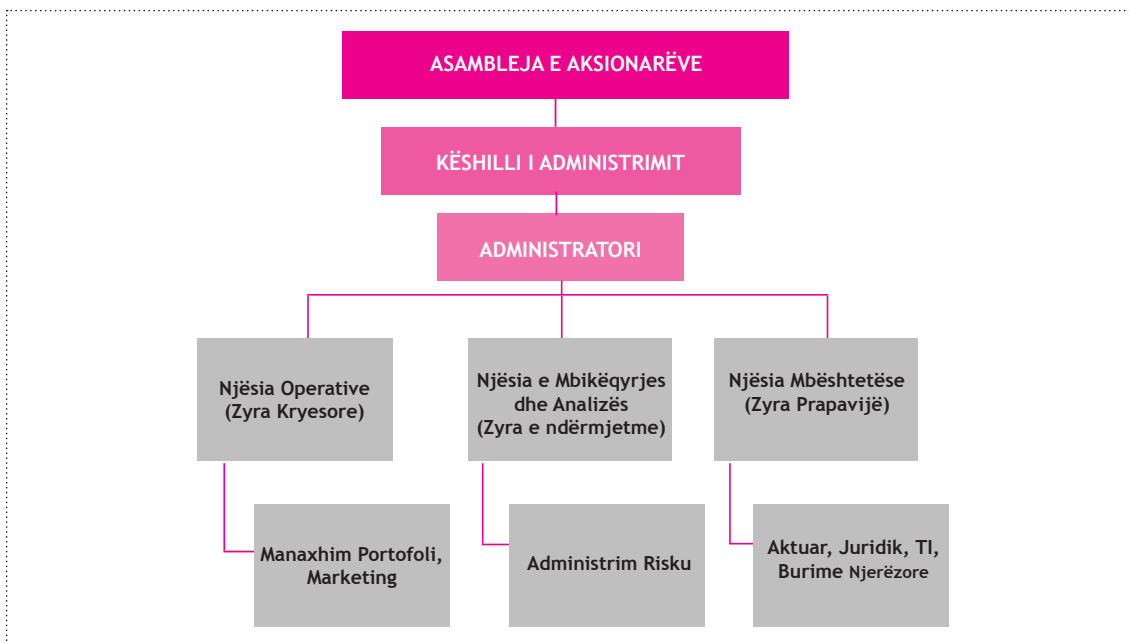 ASAMBLEJA E AKSIONARËVE
KËSHILLI I ADMINISTRIMIT
ADMINISTRATORI
Njësia Operative
(Zyra Kryesore)
Njësia e Mbikëqyrjes
dhe Analizës
(Zyra e ndërmjetme)
Njësia Mbështetëse
(Zyra Prapavijë)
Manaxhim Portofoli,
Marketing
Administrim Risku
Aktuar, Juridik, TI,
Burime Njerëzore